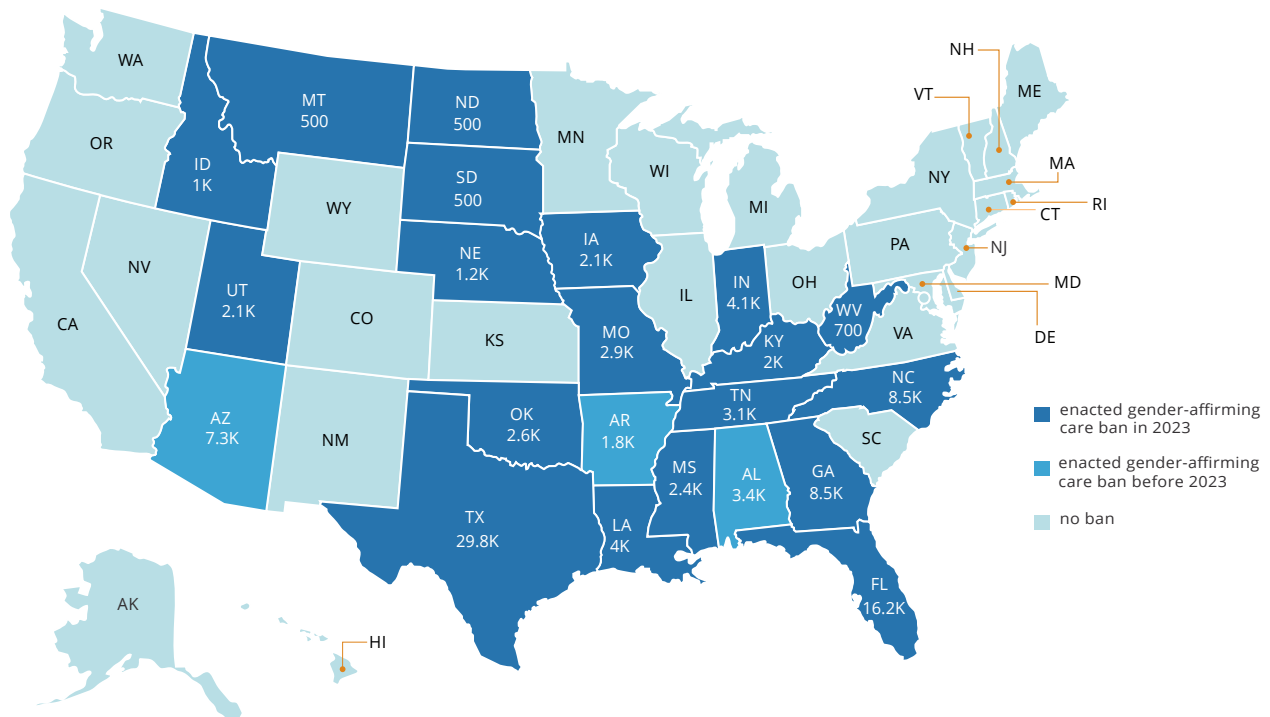 NH
WA
VT
ME
MT
500
ND
500
MN
OR
ID
1K
WI
MA
SD
500
NY
WY
MI
RI
CT
IA
2.1K
PA
NJ
NE
1.2K
NV
IN
4.1K
OH
MD
UT
2.1K
IL
WV
700
CO
CA
MO
2.9K
KS
KY
2K
VA
DE
NC
8.5K
TN
3.1K
AZ
7.3K
OK
2.6K
AR
1.8K
NM
SC
enacted gender-affirming
care ban in 2023
MS
2.4K
AL
3.4K
GA
8.5K
enacted gender-affirming
care ban before 2023
TX
29.8K
LA
4K
no ban
FL
16.2K
AK
HI